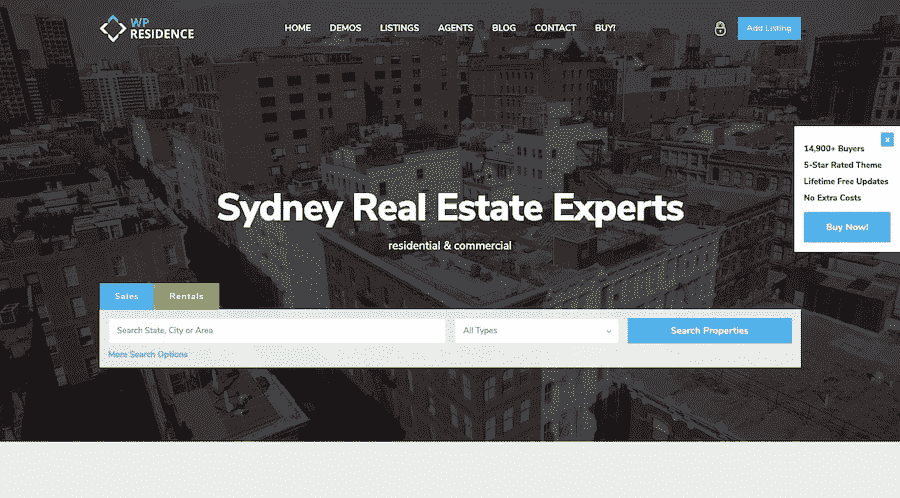 WP
RESIDENCE
HOME DEMOS LISTINGS AGENTS BLOG CONTACT BUY!
Add Listing
x
14,900+ Buyers
5-Star Rated Theme
Lifetime Free Updates
No Extra Costs
Buy Now!
Sydney Real Estate Experts
residential & commercial
Sales Rentals
Search State, City or Area All Types Search Properties
More Search Options